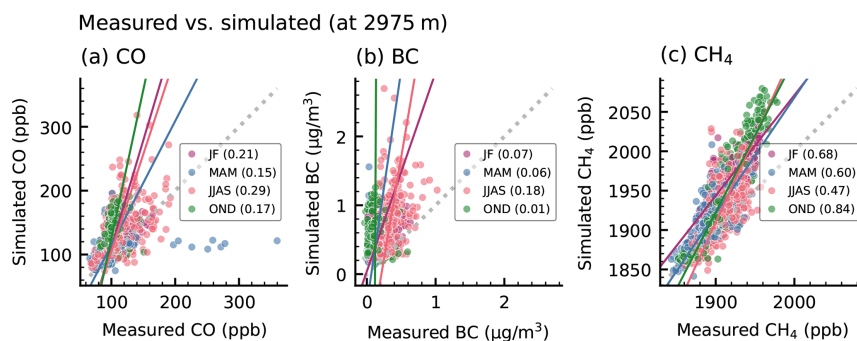 Measured vs. simulated (at 2975 m)
(a) CO
(b) BC
(c) CH₄
Simulated CO (ppb)
300
200
100
JF (0.21)
MAM (0.15)
JJAS (0.29)
OND (0.17)
100
200
300
Measured CO (ppb)
Simulated BC (μg/m³)
2
1
0
JF (0.07)
MAM (0.06)
JJAS (0.18)
OND (0.01)
0
1
2
Measured BC (μg/m³)
Simulated CH₄ (ppb)
2050
2000
1950
1900
1850
JF (0.68)
MAM (0.60)
JJAS (0.47)
OND (0.84)
1900
2000
Measured CH₄ (ppb)